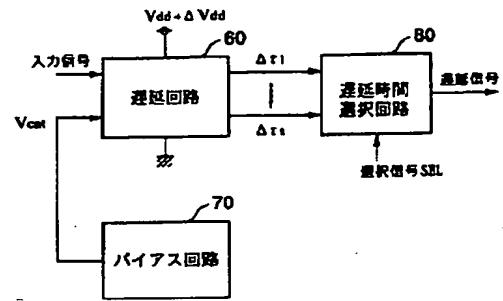 Vdd + Δ Vdd
60
入力信号
遅延回路
Vcnt
Δτ1
Δτn
80
遅延時間
選択回路
遅延信号
選択信号SEL
70
バイアス回路